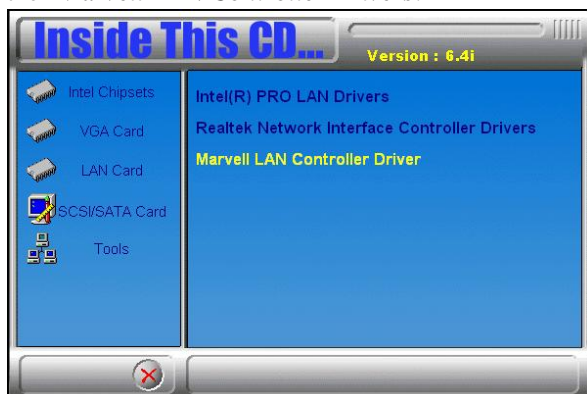 Inside This CD...
Version : 6.4i
Intel Chipsets
VGA Card
LAN Card
SCSI/SATA Card
Tools
Intel(R) PRO LAN Drivers
Realtek Network Interface Controller Drivers
Marvell LAN Controller Driver